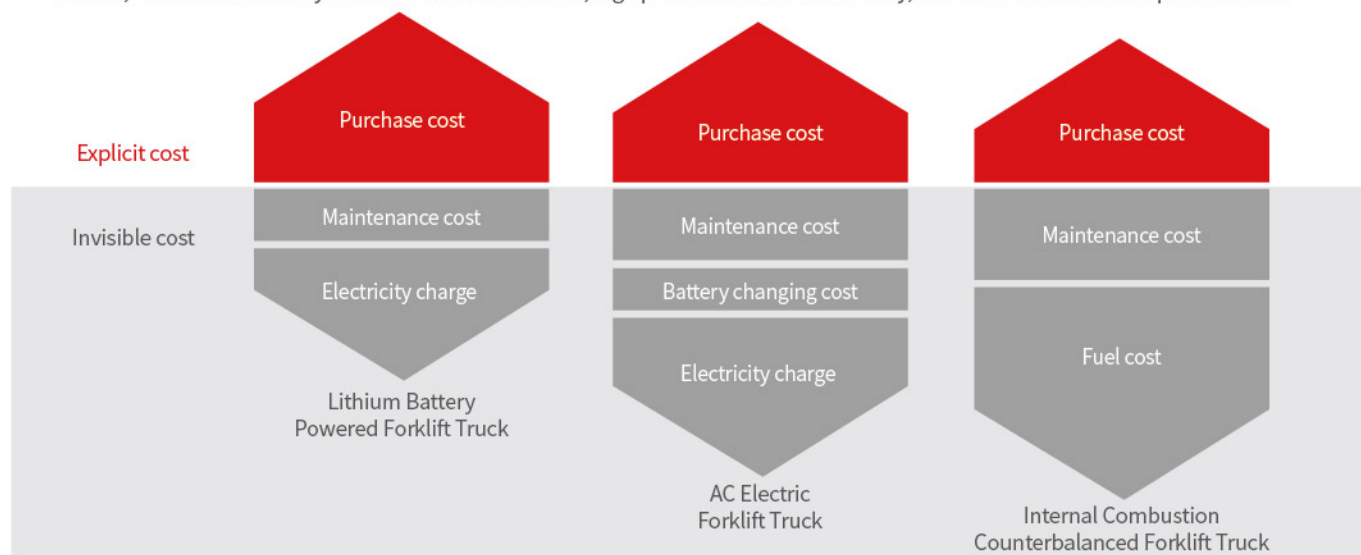 Purchase cost
Purchase cost
Purchase cost
Explicit cost
Invisible cost
Maintenance cost
Maintenance cost
Maintenance cost
Electricity charge
Battery changing cost
Fuel cost
Electricity charge
Lithium Battery
Powered Forklift Truck
AC Electric
Forklift Truck
Internal Combustion
Counterbalanced Forklift Truck